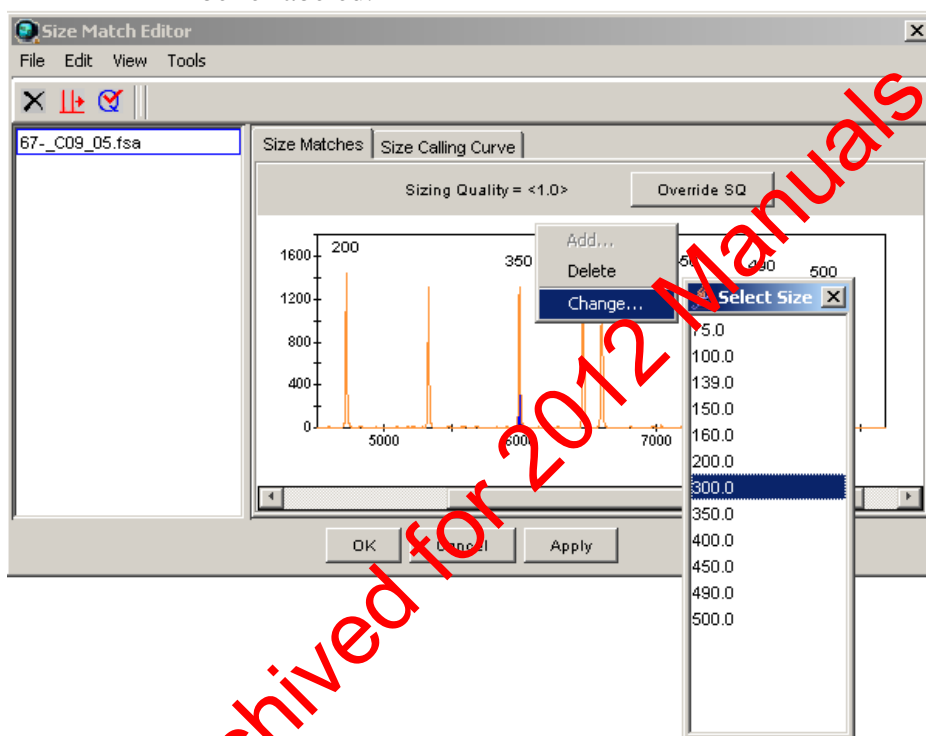 Size Match Editor
File Edit View Tools
67-_C09_05.fsa
Size Matches Size Calling Curve
Sizing Quality = <1.0> Override SQ
Add...
Delete
Change...
200
350
490
500
1600
1200
800
400
0
5000
6000
7000
Select Size
75.0
100.0
139.0
150.0
160.0
200.0
300.0
350.0
400.0
450.0
490.0
500.0
OK Cancel Apply
Archived for 2012 Manuals